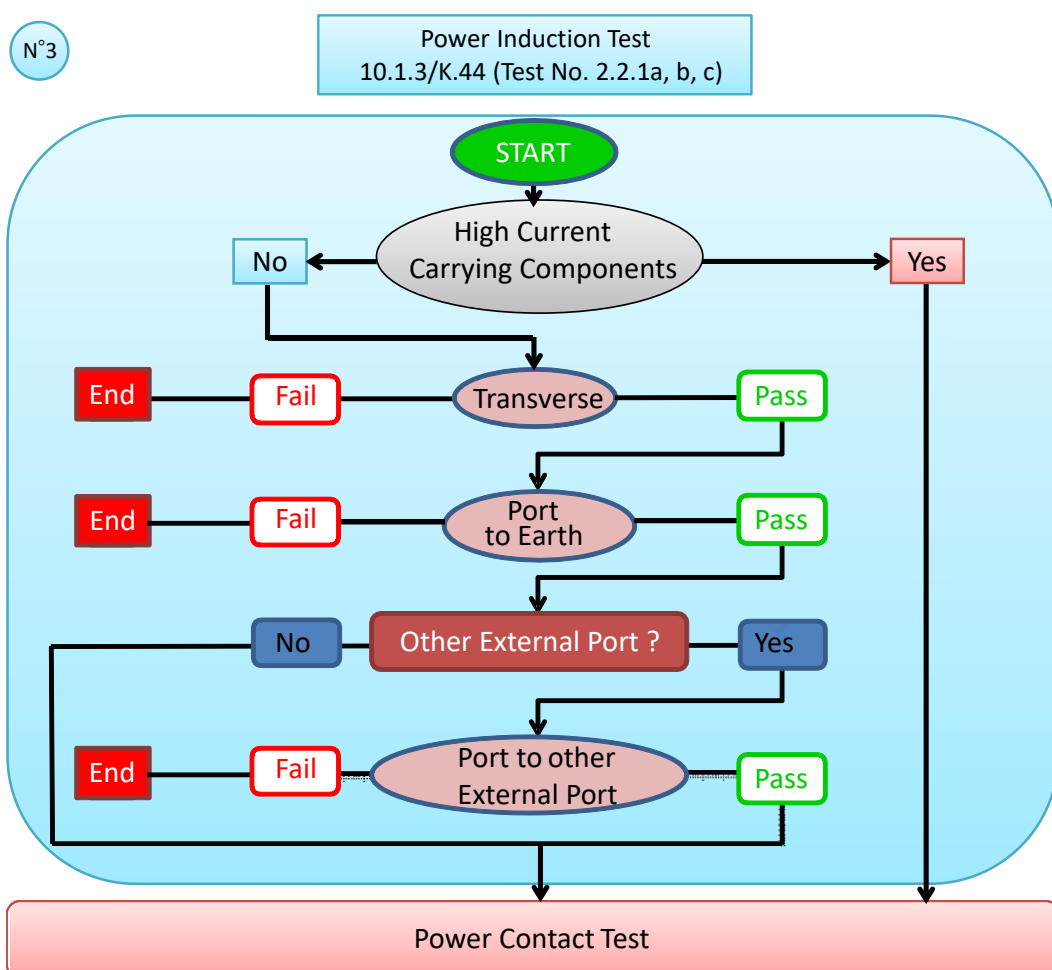 N°3
Power Induction Test
10.1.3/K.44 (Test No. 2.2.1a, b, c)
START
High Current
Carrying Components
No
Yes
End
Fail
Transverse
Pass
End
Fail
Port
to Earth
Pass
No
Other External Port ?
Yes
End
Fail
Port to other
External Port
Pass
Power Contact Test